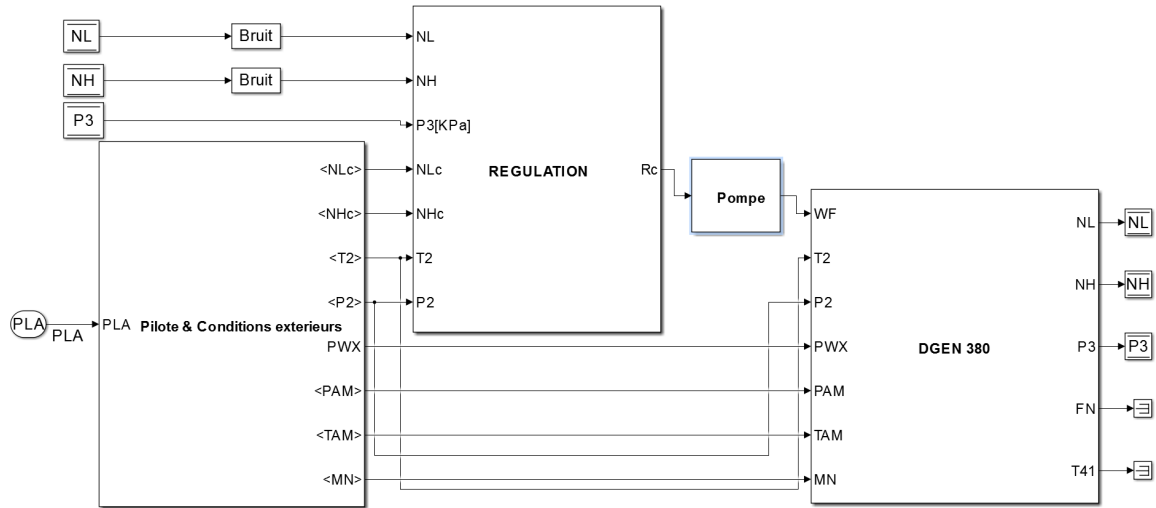 NL
Bruit
NL
NH
Bruit
NH
P3
P3[KPa]
<NLc>
NLc
REGULATION
Rc
<NHc>
NHc
<T2>
T2
<P2>
P2
PLA
PLA
PLA
Pilote & Conditions exterieurs
PWX
<PAM>
<TAM>
<MN>
Pompe
WF
T2
P2
PWX
PAM
TAM
MN
DGEN 380
NL
NL
NH
NH
P3
P3
FN
T41